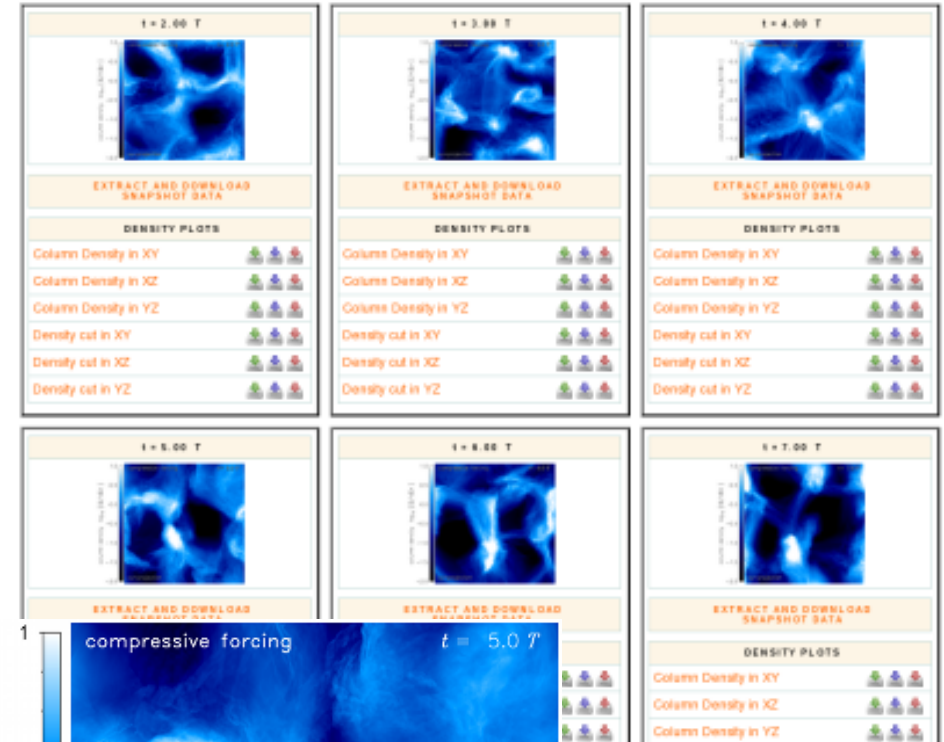 t = 2.00 T
t = 3.00 T
t = 4.00 T
EXTRACT AND DOWNLOAD
SNAPSHOT DATA
EXTRACT AND DOWNLOAD
SNAPSHOT DATA
EXTRACT AND DOWNLOAD
SNAPSHOT DATA
DENSITY PLOTS
DENSITY PLOTS
DENSITY PLOTS
Column Density in XY
Column Density in XY
Column Density in XY
Column Density in XZ
Column Density in XZ
Column Density in XZ
Column Density in YZ
Column Density in YZ
Column Density in YZ
Density cut in XY
Density cut in XY
Density cut in XY
Density cut in XZ
Density cut in XZ
Density cut in XZ
Density cut in YZ
Density cut in YZ
Density cut in YZ
t = 5.00 T
t = 6.00 T
t = 7.00 T
EXTRACT AND DOWNLOAD
EXTRACT AND DOWNLOAD
EXTRACT AND DOWNLOAD
SNAPSHOT DATA
1
compressive forcing
t = 5.0 T
DENSITY PLOTS
Column Density in XY
Column Density in XZ
Column Density in YZ